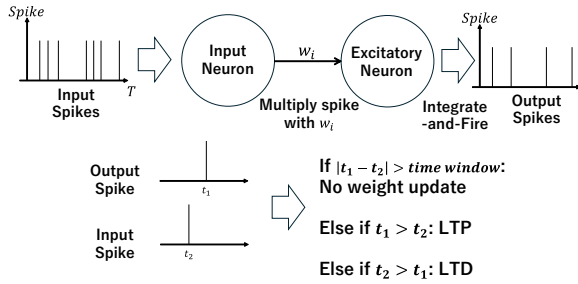 Spike
T
Input
Spikes
Input
Neuron
w_i
Multiply spike
with w_i
Excitatory
Neuron
Integrate
-and-Fire
Spike
Output
Spikes
Output
Spike
t_1
Input
Spike
t_2
If |t_1 − t_2| > time window:
No weight update
Else if t_1 > t_2: LTP
Else if t_2 > t_1: LTD